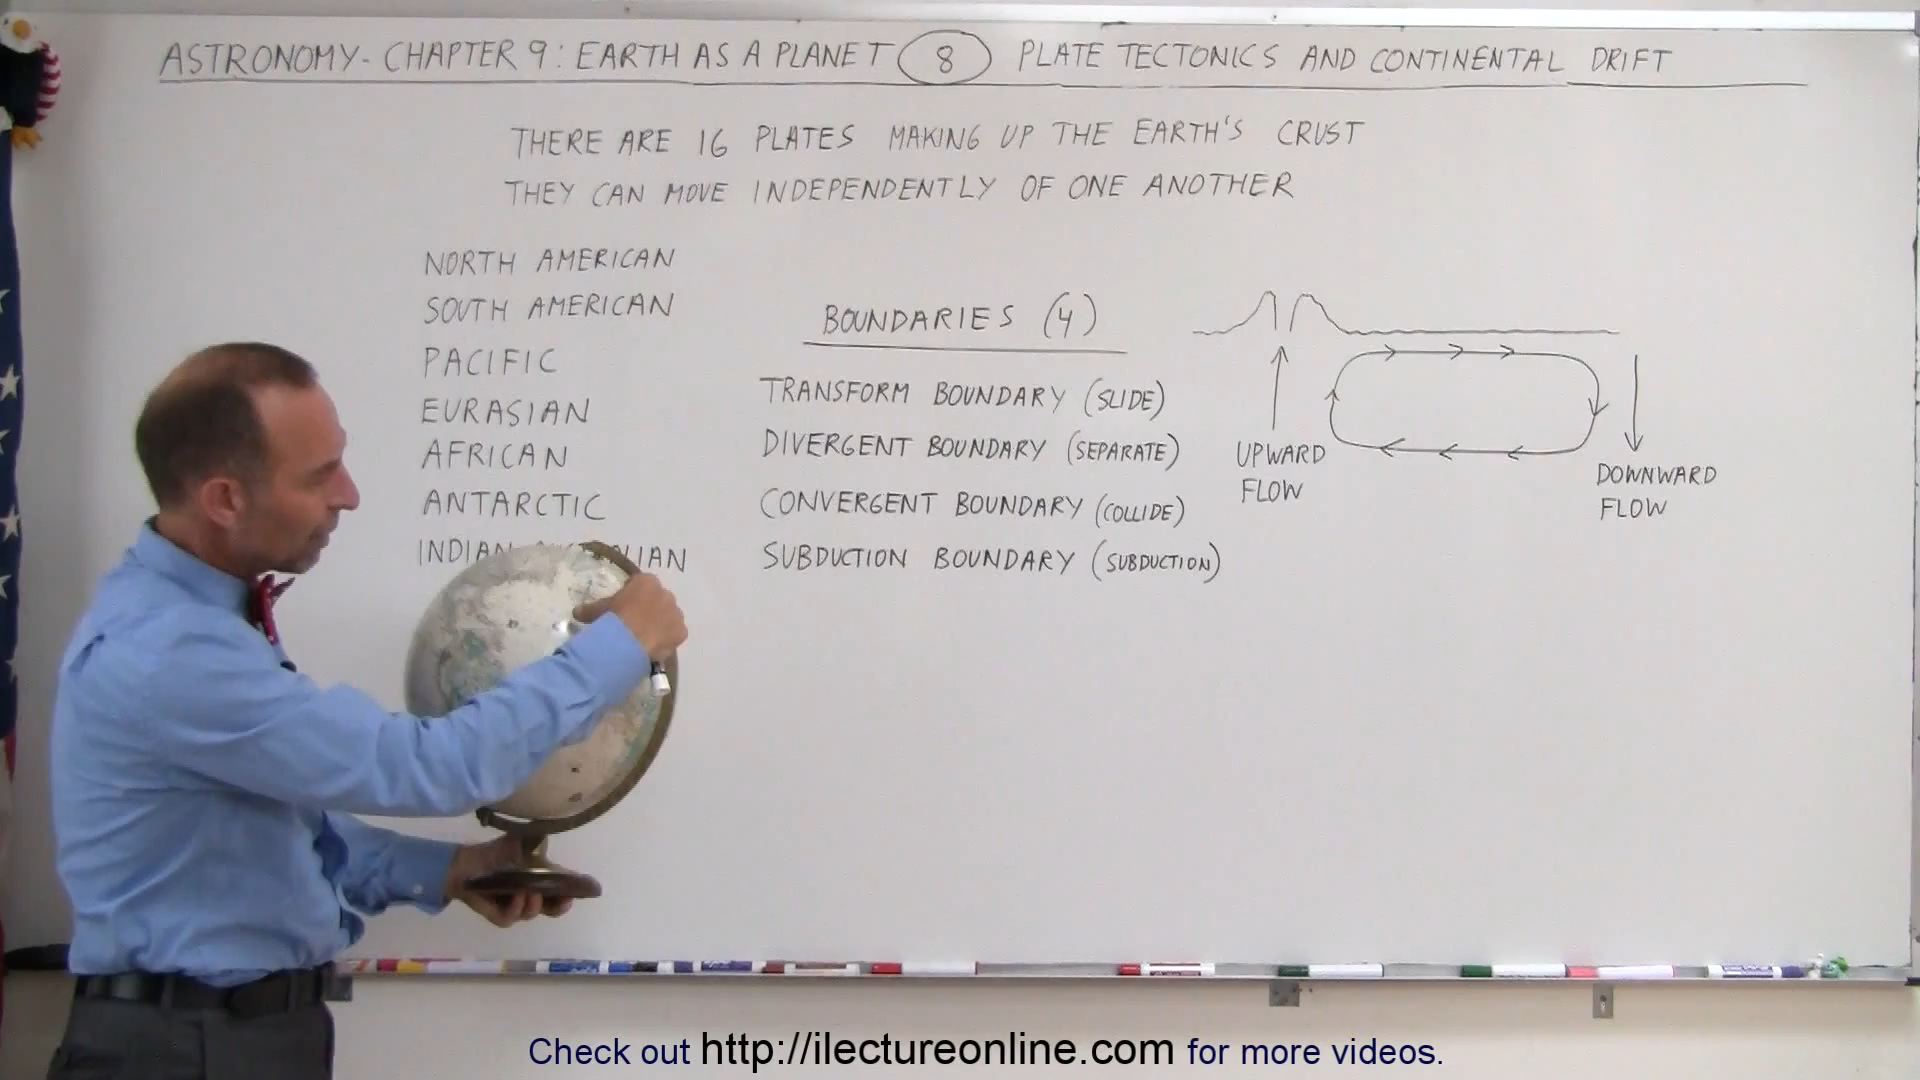 ASTRONOMY - CHAPTER 9: EARTH AS A PLANET 8 PLATE TECTONICS AND CONTINENTAL DRIFT
THERE ARE 16 PLATES MAKING UP THE EARTH'S CRUST
THEY CAN MOVE INDEPENDENTLY OF ONE ANOTHER
NORTH AMERICAN
SOUTH AMERICAN
PACIFIC
EURASIAN
AFRICAN
ANTARCTIC
INDIAN
BOUNDARIES (4)
TRANSFORM BOUNDARY (SLIDE)
DIVERGENT BOUNDARY (SEPARATE)
CONVERGENT BOUNDARY (COLLIDE)
SUBDUCTION BOUNDARY (SUBDUCTION)
UPWARD
FLOW
DOWNWARD
FLOW
Check out http://ilectureonline.com for more videos.